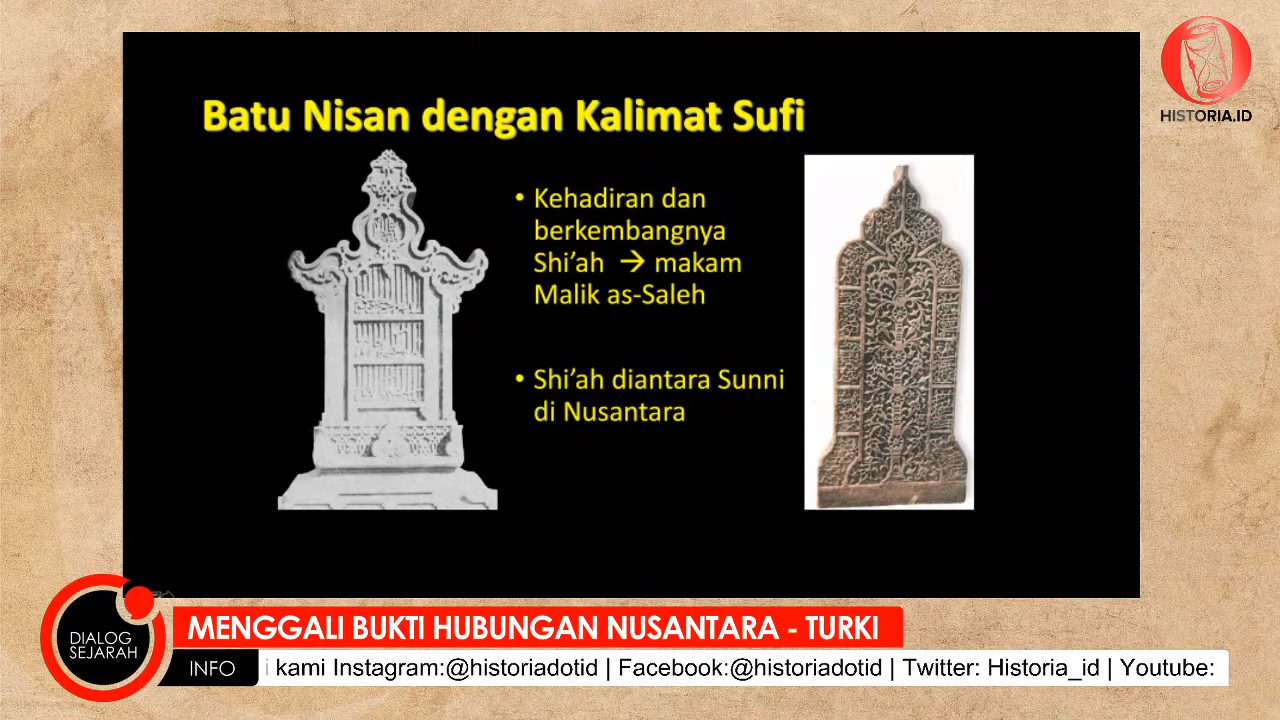 HISTORIA.ID
Batu Nisan dengan Kalimat Sufi
• Kehadiran dan
berkembangnya
Shi’ah → makam
Malik as-Saleh
• Shi’ah diantara Sunni
di Nusantara
DIALOG
SEJARAH
MENGGALI BUKTI HUBUNGAN NUSANTARA - TURKI
INFO
kami Instagram:@historiadotid | Facebook:@historiadotid | Twitter: Historia_id | Youtube: